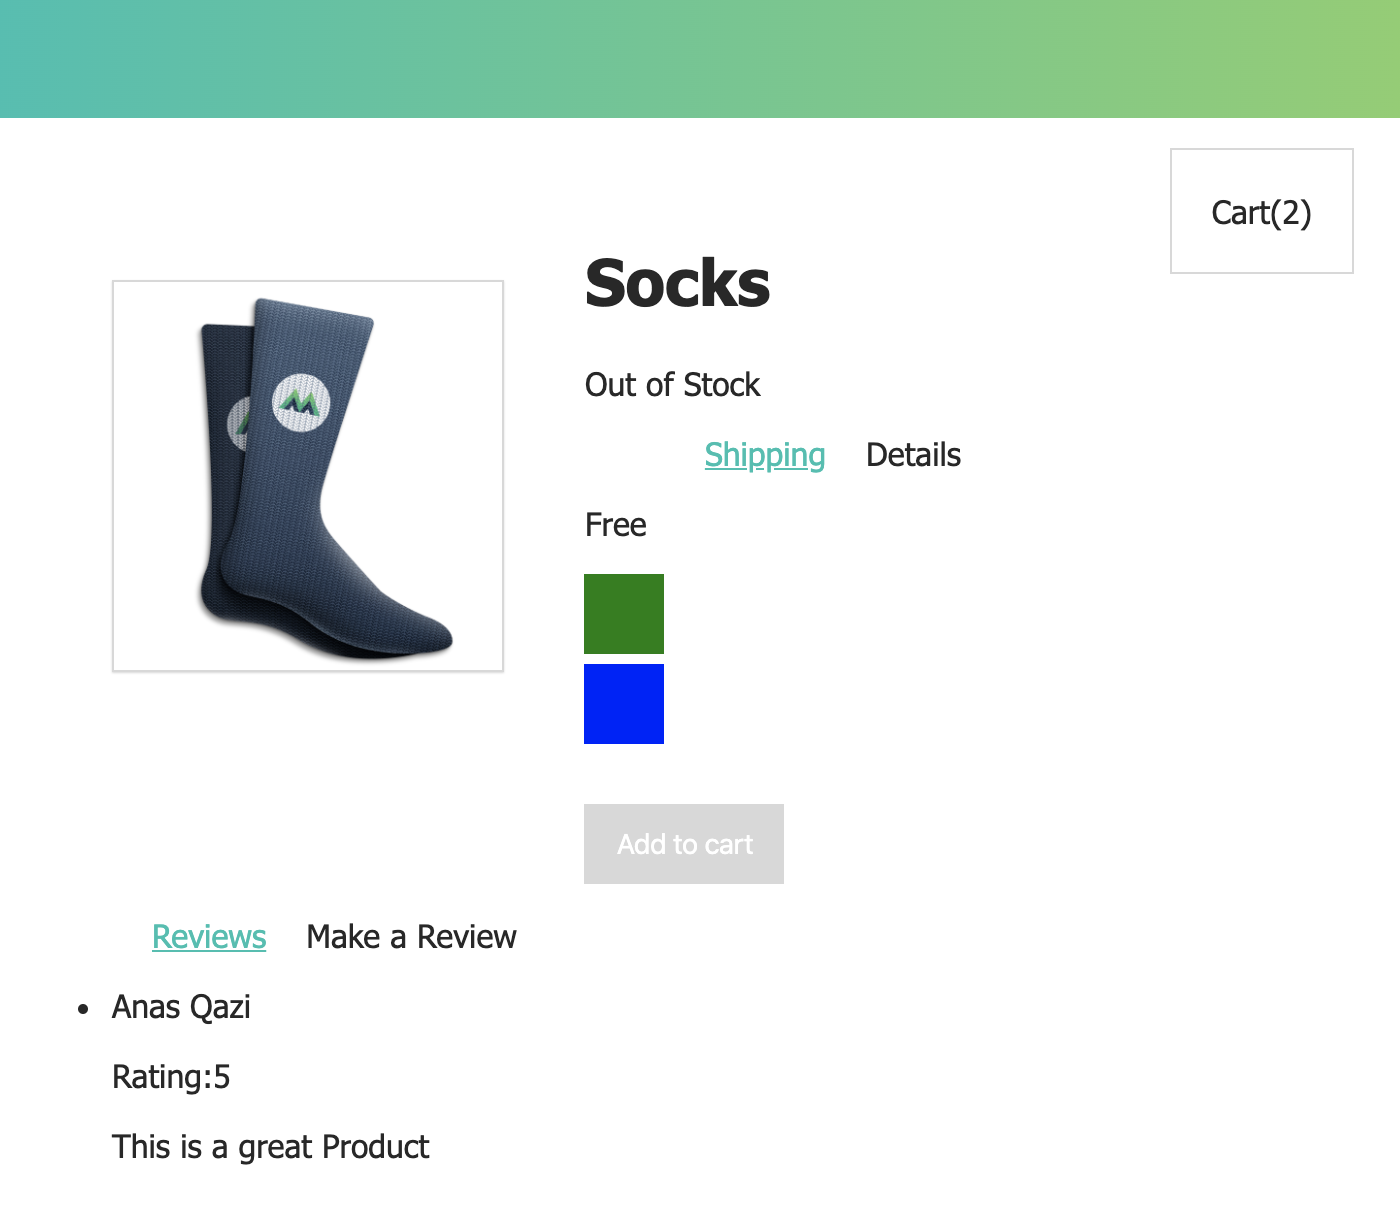 Cart(2)
Socks
Out of Stock
Shipping Details
Free
Add to cart
Reviews Make a Review
Anas Qazi
Rating:5
This is a great Product